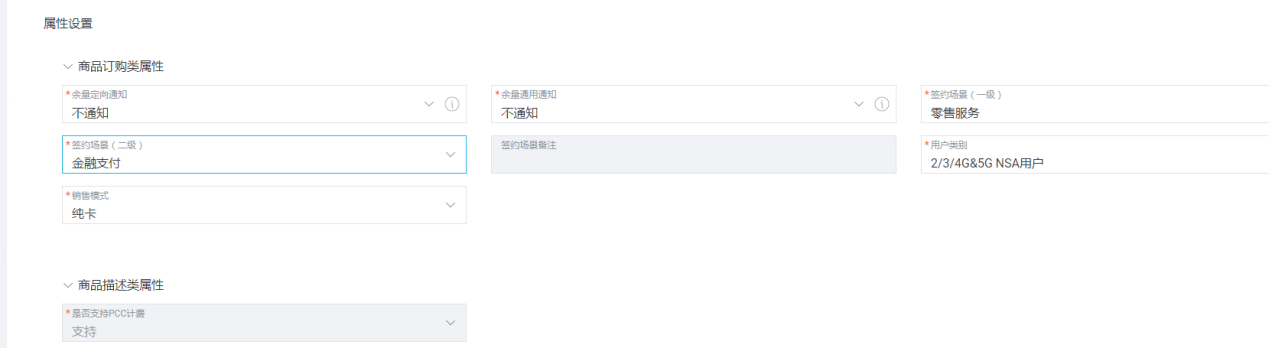 属性设置
商品订购类属性
*余量定向通知
不通知
*余量通用通知
不通知
*签约场景（一级）
零售服务
*签约场景（二级）
金融支付
签约场景备注
*用户类别
2/3/4G&5G NSA用户
*销售模式
纯卡
商品描述类属性
*是否支持PCC计费
支持